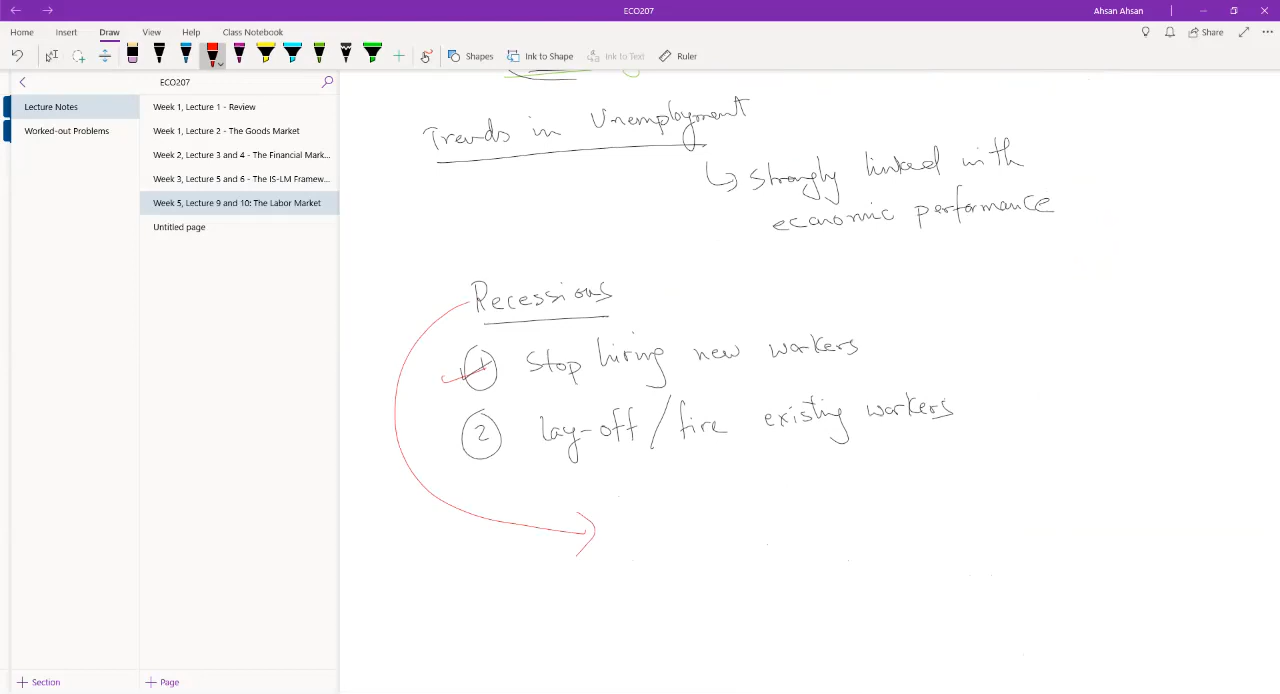 ECO207
Ahsan Ahsan
Home Insert Draw View Help Class Notebook
Share
Shapes Ink to Shape Ink to Text Ruler
ECO207
Lecture Notes
Worked-out Problems
Week 1, Lecture 1 - Review
Week 1, Lecture 2 - The Goods Market
Week 2, Lecture 3 and 4 - The Financial Mark...
Week 3, Lecture 5 and 6 - The IS-LM Framew...
Week 5, Lecture 9 and 10: The Labor Market
Untitled page
Trends in Unemployment
↳ strongly linked with
economic performance
Recessions
1 stop hiring new workers
2 lay-off / fire existing workers
+ Section
+ Page